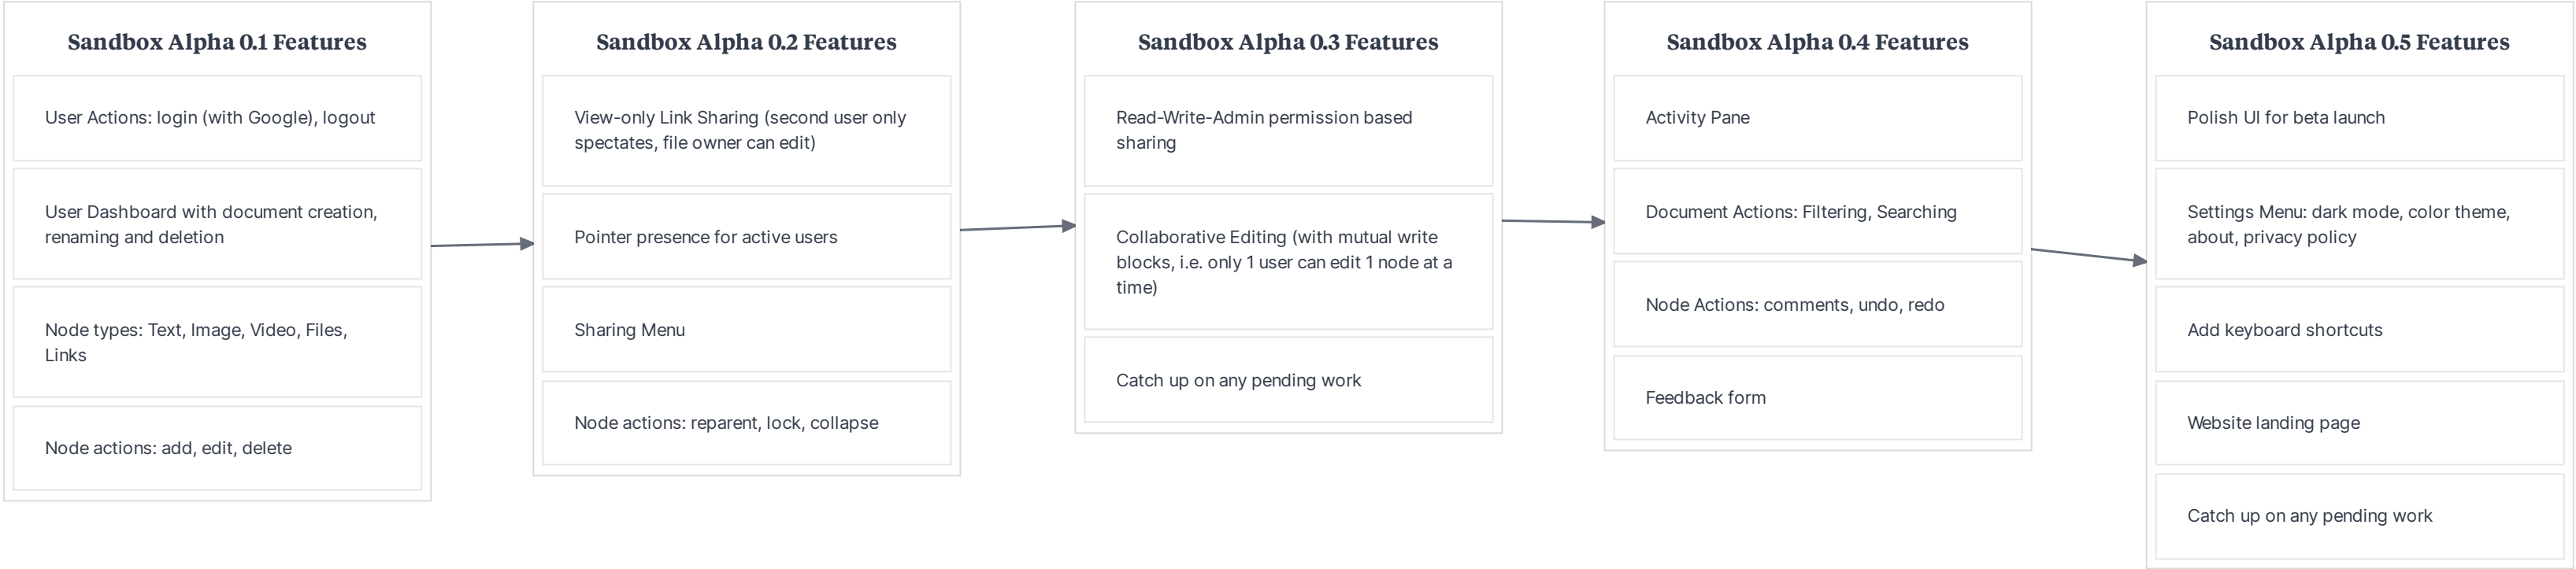 Sandbox Alpha 0.1 Features
User Actions: login (with Google), logout
User Dashboard with document creation,
renaming and deletion
Node types: Text, Image, Video, Files,
Links
Node actions: add, edit, delete
Sandbox Alpha 0.2 Features
View-only Link Sharing (second user only
spectates, file owner can edit)
Pointer presence for active users
Sharing Menu
Node actions: reparent, lock, collapse
Sandbox Alpha 0.3 Features
Read-Write-Admin permission based
sharing
Collaborative Editing (with mutual write
blocks, i.e. only 1 user can edit 1 node at a
time)
Catch up on any pending work
Sandbox Alpha 0.4 Features
Activity Pane
Document Actions: Filtering, Searching
Node Actions: comments, undo, redo
Feedback form
Sandbox Alpha 0.5 Features
Polish UI for beta launch
Settings Menu: dark mode, color theme,
about, privacy policy
Add keyboard shortcuts
Website landing page
Catch up on any pending work